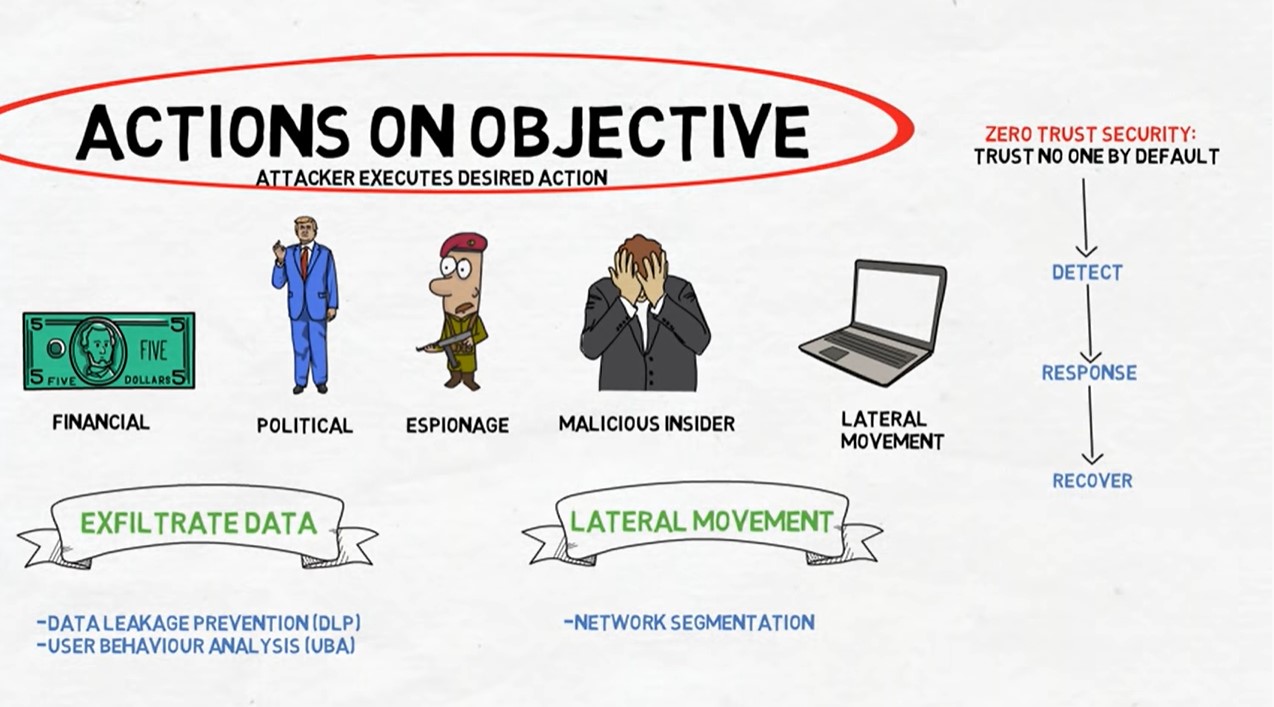 ACTIONS ON OBJECTIVE
ATTACKER EXECUTES DESIRED ACTION
ZERO TRUST SECURITY:
TRUST NO ONE BY DEFAULT
DETECT
RESPONSE
RECOVER
5 5
FIVE
5 FIVE DOLLARS 5
FINANCIAL
POLITICAL
ESPIONAGE
MALICIOUS INSIDER
LATERAL
MOVEMENT
EXFILTRATE DATA
-DATA LEAKAGE PREVENTION (DLP)
-USER BEHAVIOUR ANALYSIS (UBA)
LATERAL MOVEMENT
-NETWORK SEGMENTATION